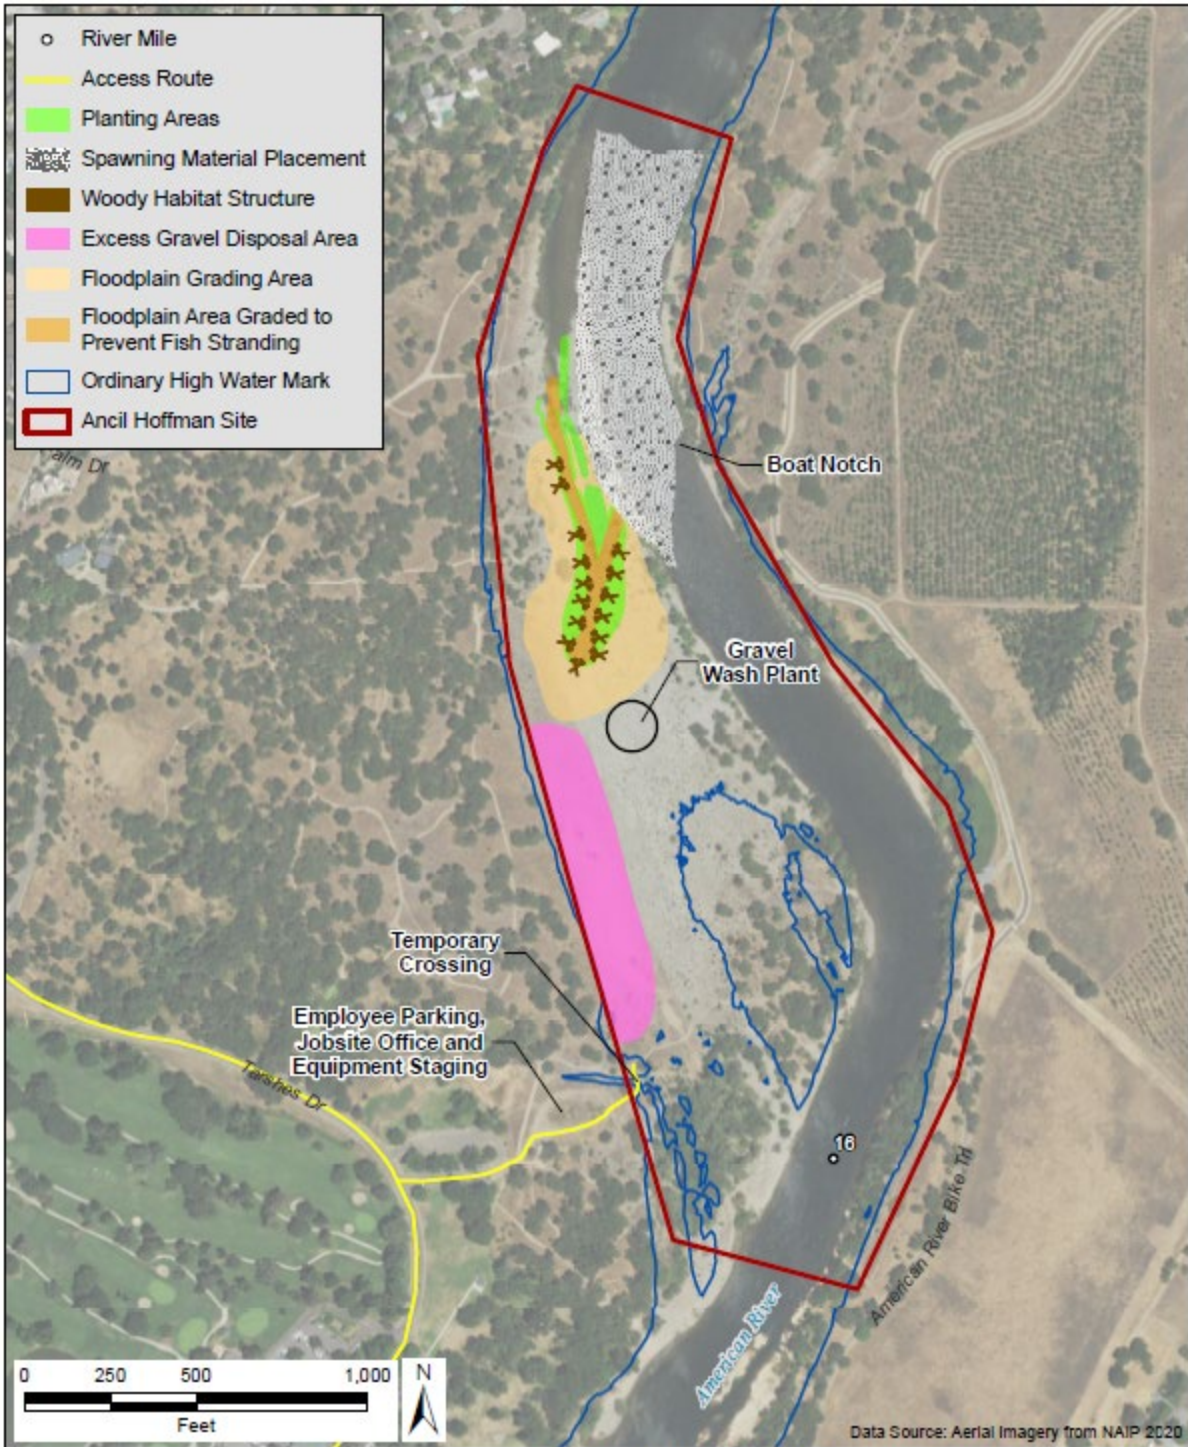 River Mile
Access Route
Planting Areas
Spawning Material Placement
Woody Habitat Structure
Excess Gravel Disposal Area
Floodplain Grading Area
Floodplain Area Graded to
Prevent Fish Stranding
Ordinary High Water Mark
Ancil Hoffman Site
alm Dr
Boat Notch
Gravel
Wash Plant
Temporary
Crossing
Employee Parking,
Jobsite Office and
Equipment Staging
Tarshes Dr
16
American River Bike Trl
American River
0 250 500 1,000
Feet
N
Data Source: Aerial Imagery from NAIP 2020